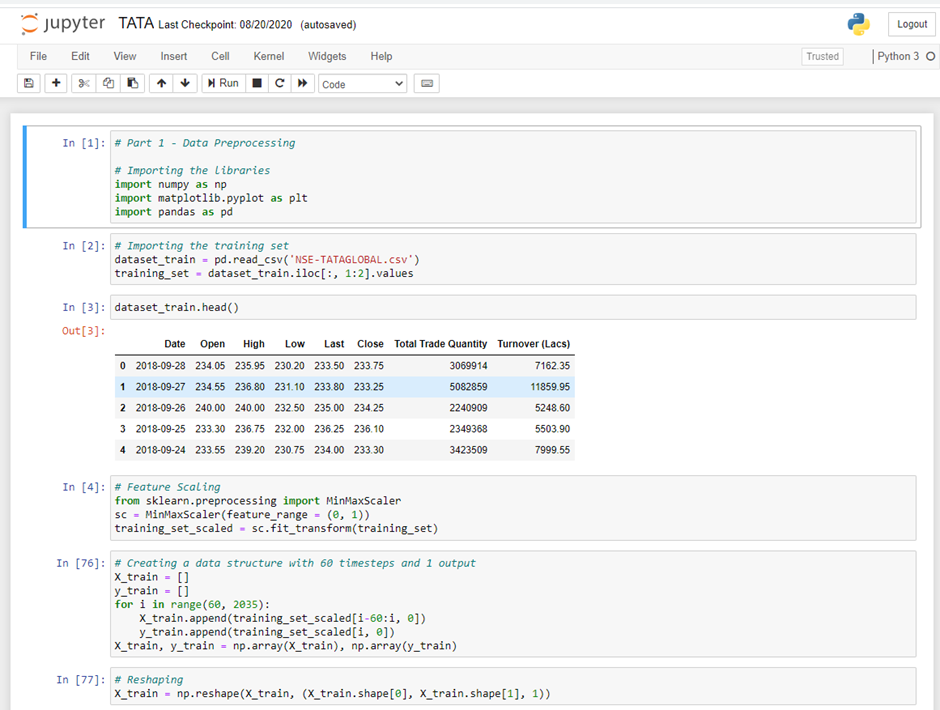 jupyter TATA Last Checkpoint: 08/20/2020 (autosaved) Logout
File Edit View Insert Cell Kernel Widgets Help Trusted Python 3
Run Code
In [1]: # Part 1 - Data Preprocessing
# Importing the libraries
import numpy as np
import matplotlib.pyplot as plt
import pandas as pd
In [2]: # Importing the training set
dataset_train = pd.read_csv('NSE-TATAGLOBAL.csv')
training_set = dataset_train.iloc[:, 1:2].values
In [3]: dataset_train.head()
Out[3]:
Date Open High Low Last Close Total Trade Quantity Turnover (Lacs)
0 2018-09-28 234.05 235.95 230.20 233.50 233.75 3069914 7162.35
1 2018-09-27 234.55 236.80 231.10 233.80 233.25 5082859 11859.95
2 2018-09-26 240.00 240.00 232.50 235.00 234.25 2240909 5248.60
3 2018-09-25 233.30 236.75 232.00 236.25 236.10 2349368 5503.90
4 2018-09-24 233.55 239.20 230.75 234.00 233.30 3423509 7999.55
In [4]: # Feature Scaling
from sklearn.preprocessing import MinMaxScaler
sc = MinMaxScaler(feature_range = (0, 1))
training_set_scaled = sc.fit_transform(training_set)
In [76]: # Creating a data structure with 60 timesteps and 1 output
X_train = []
y_train = []
for i in range(60, 2035):
    X_train.append(training_set_scaled[i-60:i, 0])
    y_train.append(training_set_scaled[i, 0])
X_train, y_train = np.array(X_train), np.array(y_train)
In [77]: # Reshaping
X_train = np.reshape(X_train, (X_train.shape[0], X_train.shape[1], 1))